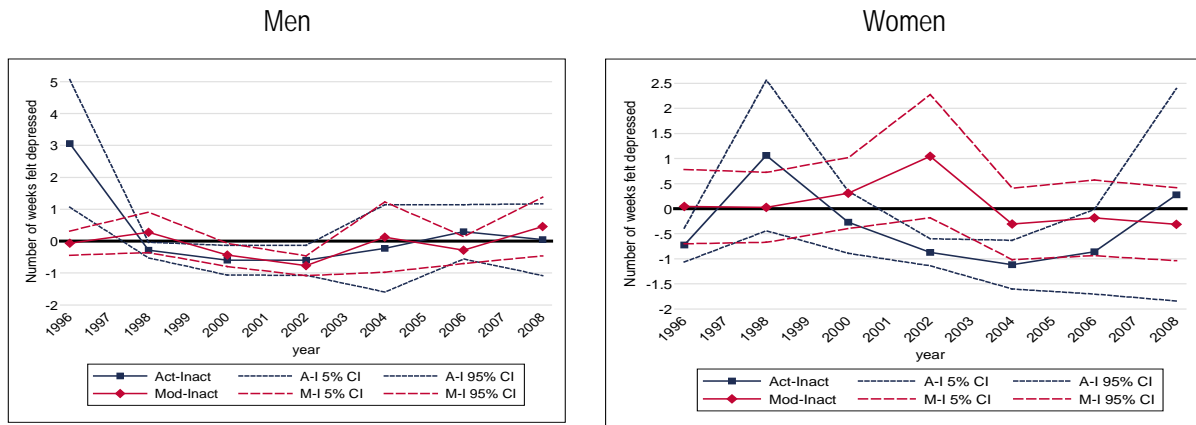 Men
Women
Number of weeks felt depressed
5
4
3
2
1
0
-1
-2
1996
1997
1998
1999
2000
2001
2002
2003
2004
2005
2006
2007
2008
year
Act-Inact
A-I 5% CI
A-I 95% CI
Mod-Inact
M-I 5% CI
M-I 95% CI
Number of weeks felt depressed
2.5
2
1.5
1
.5
0
-0.5
-1
-1.5
-2
1996
1997
1998
1999
2000
2001
2002
2003
2004
2005
2006
2007
2008
year
Act-Inact
A-I 5% CI
A-I 95% CI
Mod-Inact
M-I 5% CI
M-I 95% CI